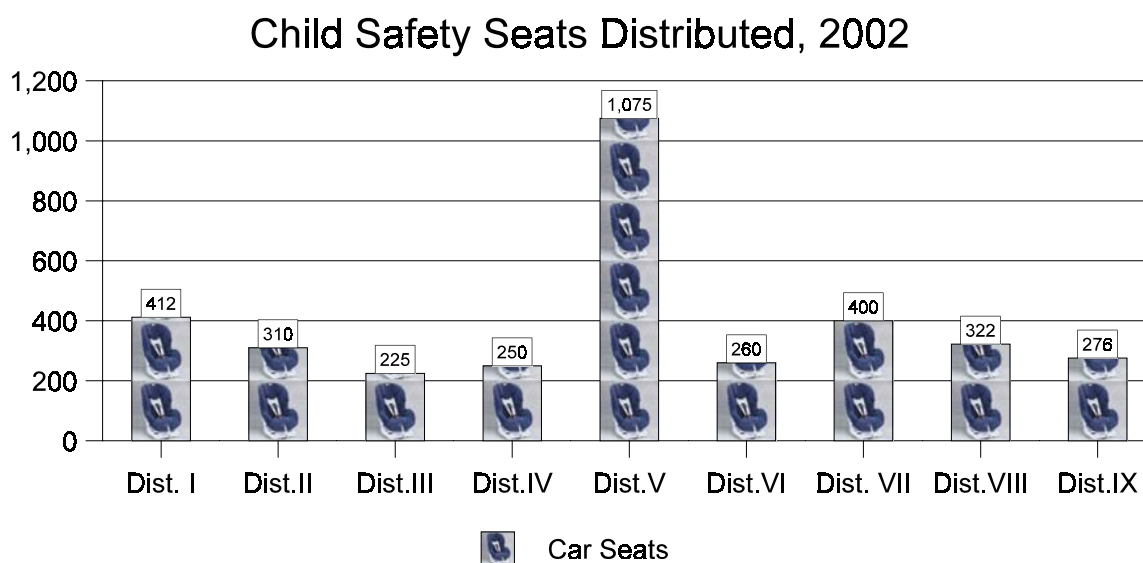 Child Safety Seats Distributed, 2002
1,200
1,000
800
600
400
200
0
412
310
225
250
1,075
260
400
322
276
Dist. I
Dist.II
Dist.III
Dist.IV
Dist.V
Dist.VI
Dist. VII
Dist.VIII
Dist.IX
Car Seats